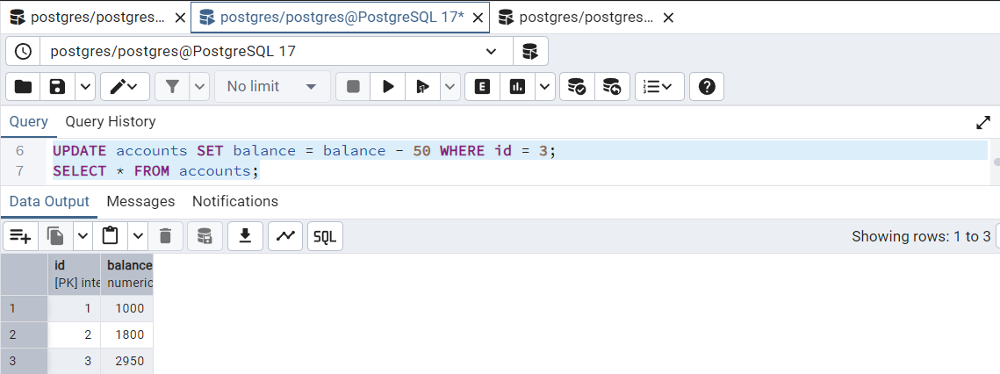 postgres/postgres... postgres/postgres@PostgreSQL 17* postgres/postgres...
postgres/postgres@PostgreSQL 17
No limit E
Query Query History
6 UPDATE accounts SET balance = balance - 50 WHERE id = 3;
7 SELECT * FROM accounts;
Data Output Messages Notifications
SQL Showing rows: 1 to 3
id balance
[PK] inte numeric
1 1 1000
2 2 1800
3 3 2950